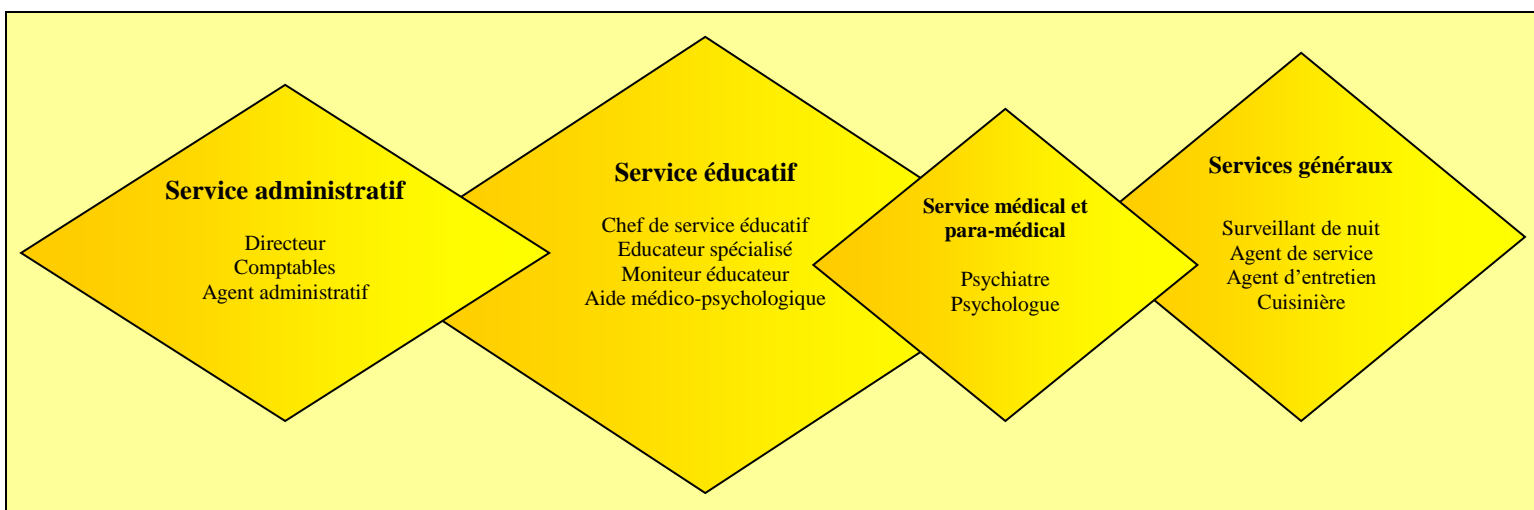 Service administratif
Directeur
Comptables
Agent administratif
Service éducatif
Chef de service éducatif
Educateur spécialisé
Moniteur éducateur
Aide médico-psychologique
Service médical et
para-médical
Psychiatre
Psychologue
Services généraux
Surveillant de nuit
Agent de service
Agent d’entretien
Cuisinière